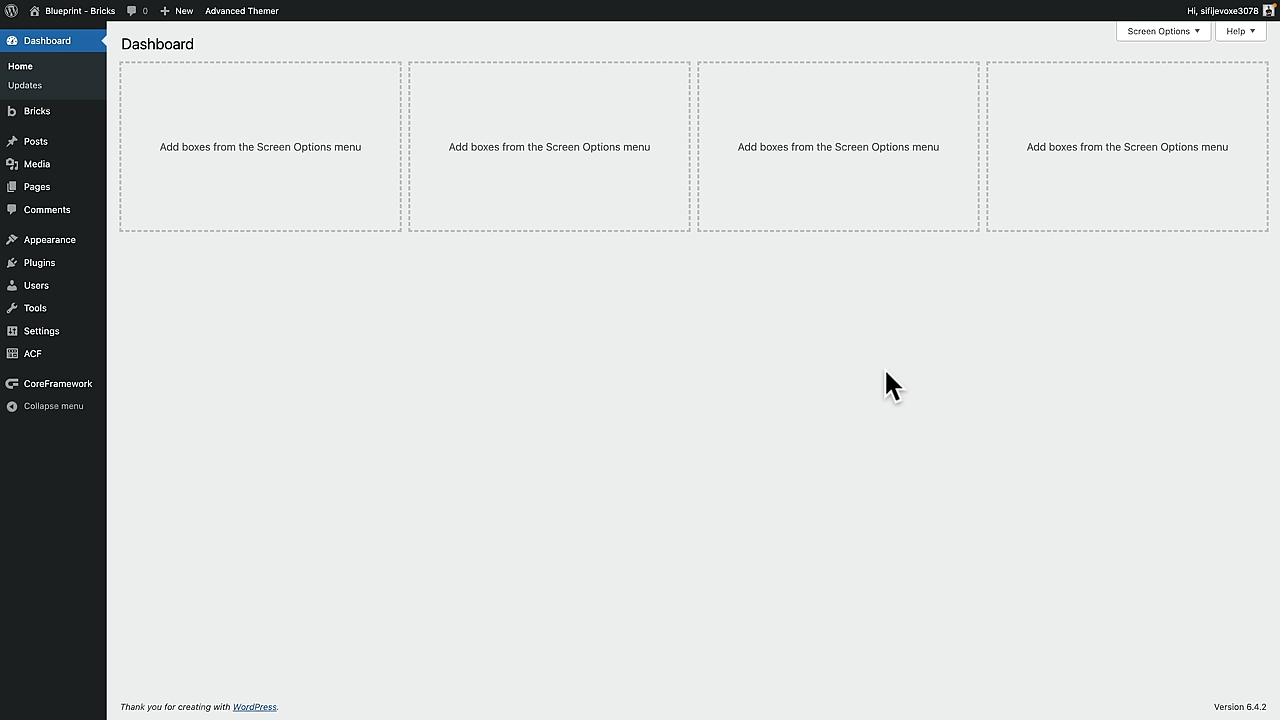 Blueprint - Bricks 0 New Advanced Themer Hi, sifijevoxe3078
Screen Options Help
Dashboard
Home
Updates
Bricks
Posts
Media
Pages
Comments
Appearance
Plugins
Users
Tools
Settings
ACF
CoreFramework
Collapse menu
Dashboard
Add boxes from the Screen Options menu
Add boxes from the Screen Options menu
Add boxes from the Screen Options menu
Add boxes from the Screen Options menu
Thank you for creating with WordPress.
Version 6.4.2